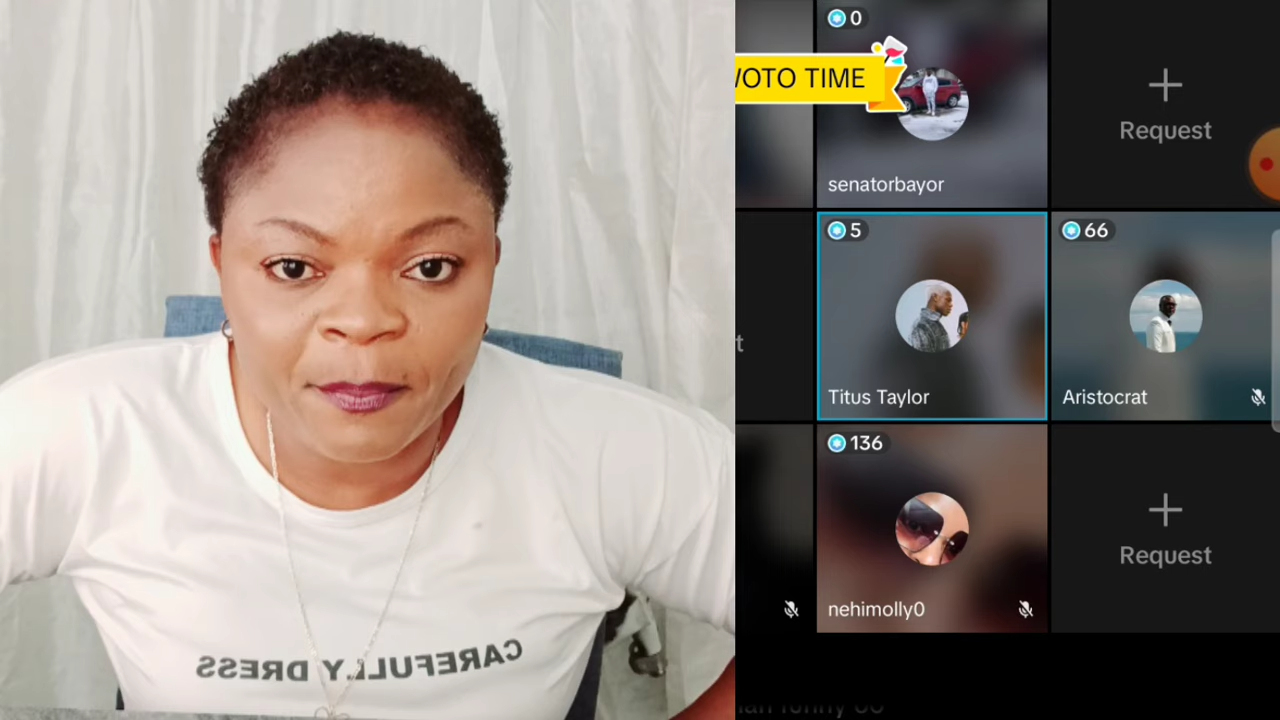 0
WOTO TIME
Request
senatorbayor
5
66
t
Titus Taylor
Aristocrat
136
Request
nehimolly0
CAREFULLY DRESS